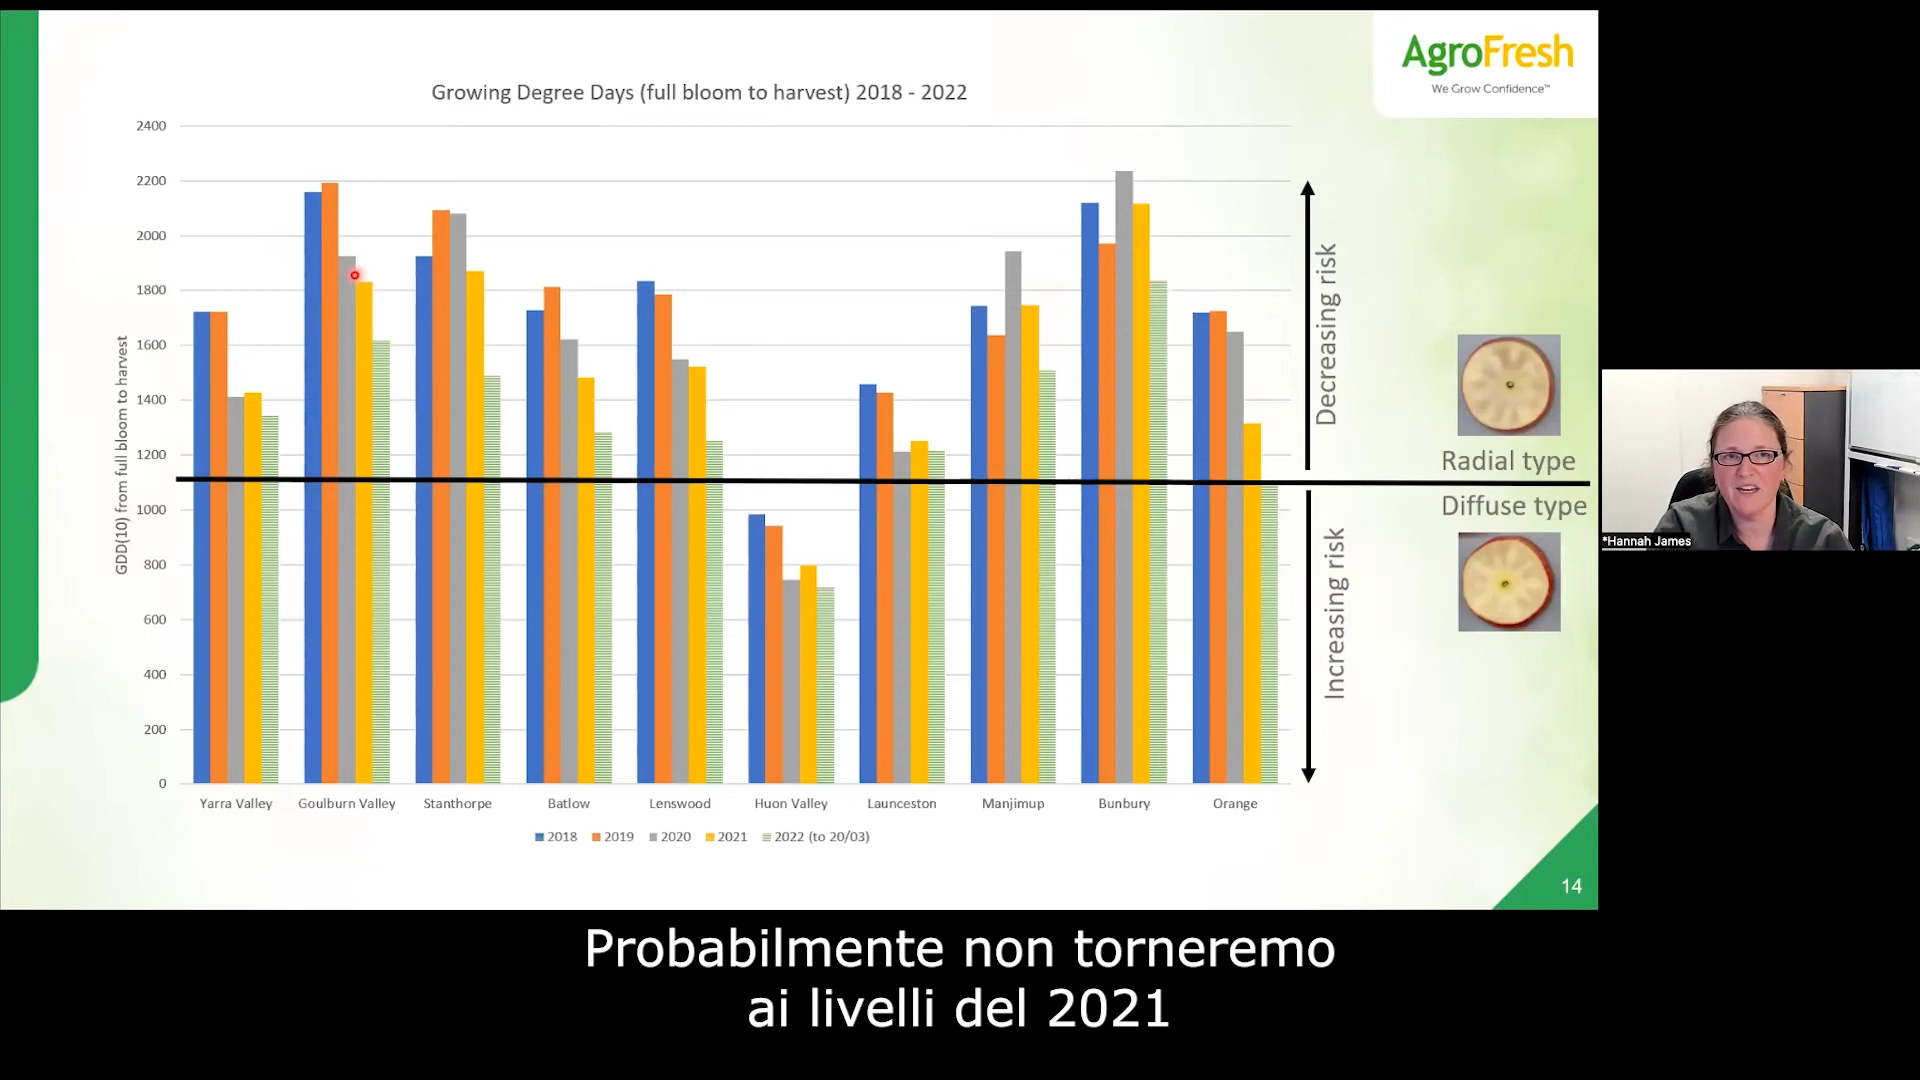 AgroFresh
We Grow Confidence™
Growing Degree Days (full bloom to harvest) 2018 - 2022
GDD(10) from full bloom to harvest
2400
2200
2000
1800
1600
1400
1200
1000
800
600
400
200
0
Yarra Valley Goulburn Valley Stanthorpe Batlow Lenswood Huon Valley Launceston Manjimup Bunbury Orange
2018 2019 2020 2021 2022 (to 20/03)
Decreasing risk
Increasing risk
Radial type
Diffuse type
*Hannah James
14
Probabilmente non torneremo
ai livelli del 2021